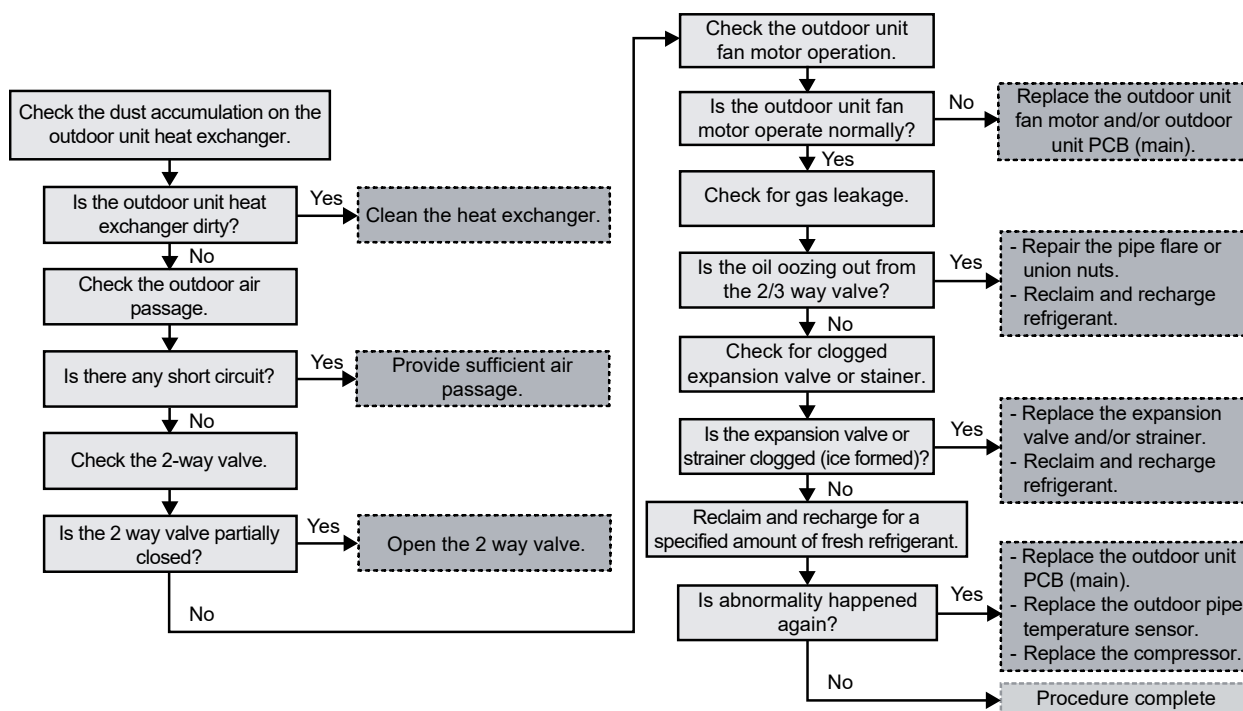 Check the dust accumulation on the
outdoor unit heat exchanger.
Is the outdoor unit heat
exchanger dirty?
Yes
Clean the heat exchanger.
No
Check the outdoor air
passage.
Is there any short circuit?
Yes
Provide sufficient air
passage.
No
Check the 2-way valve.
Is the 2 way valve partially
closed?
Yes
Open the 2 way valve.
No
Check the outdoor unit
fan motor operation.
Is the outdoor unit fan
motor operate normally?
No
Replace the outdoor unit
fan motor and/or outdoor
unit PCB (main).
Yes
Check for gas leakage.
Is the oil oozing out from
the 2/3 way valve?
Yes
- Repair the pipe flare or
union nuts.
- Reclaim and recharge
refrigerant.
No
Check for clogged
expansion valve or stainer.
Is the expansion valve or
strainer clogged (ice formed)?
Yes
- Replace the expansion
valve and/or strainer.
- Reclaim and recharge
refrigerant.
No
Reclaim and recharge for a
specified amount of fresh refrigerant.
Is abnormality happened
again?
Yes
- Replace the outdoor unit
PCB (main).
- Replace the outdoor pipe
temperature sensor.
- Replace the compressor.
No
Procedure complete